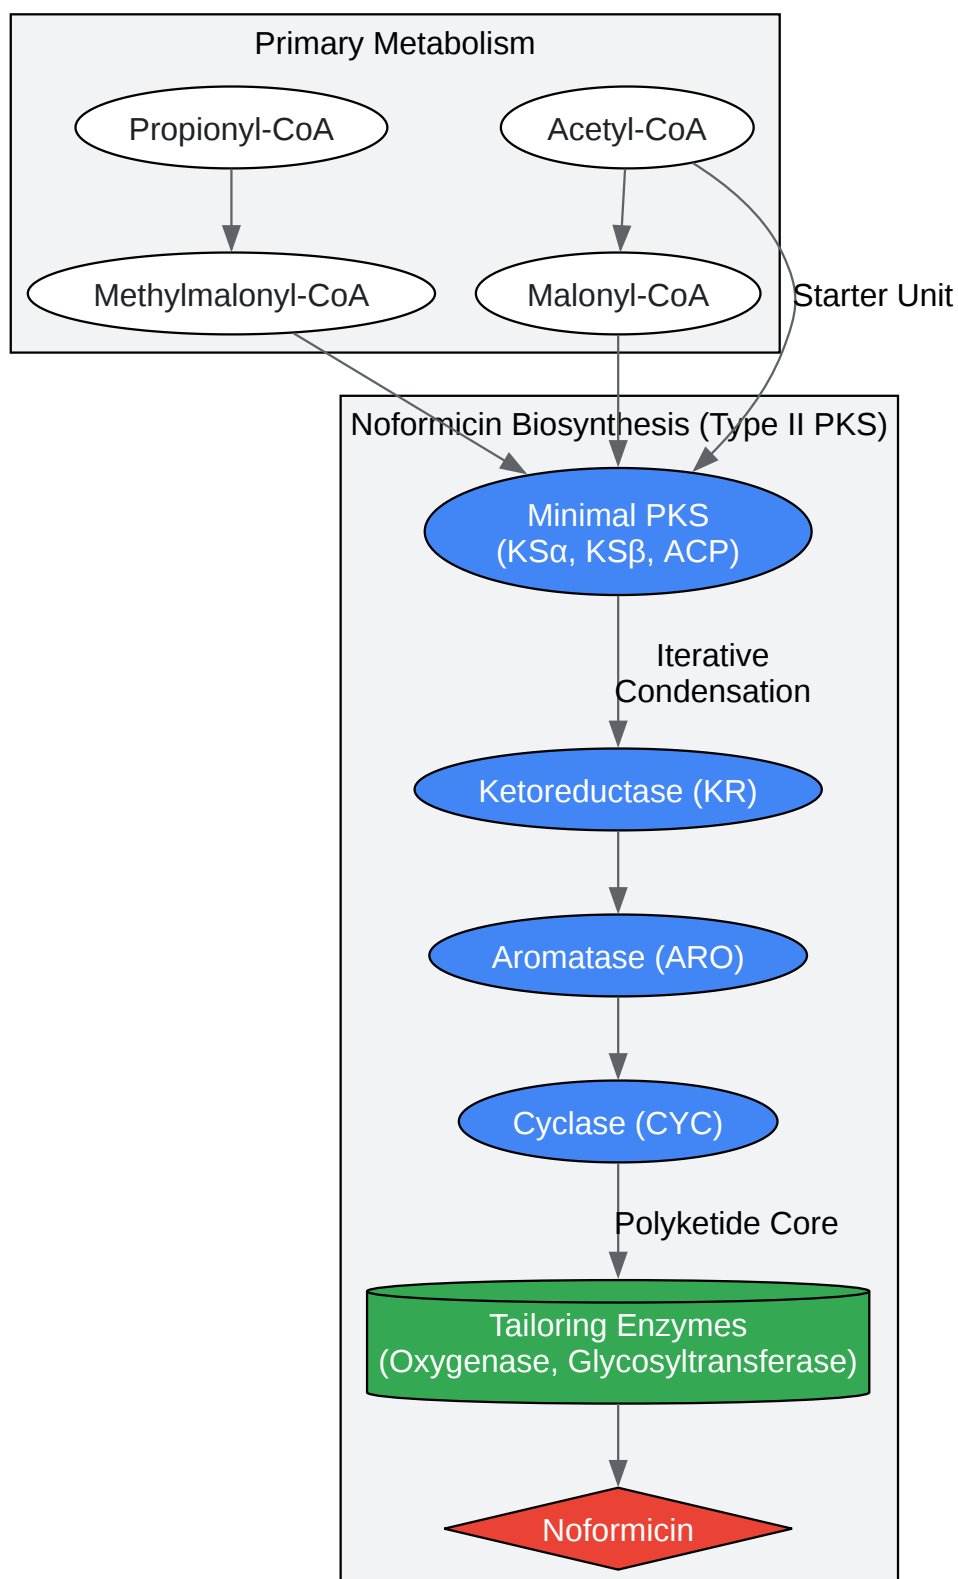 Primary Metabolism
Propionyl-CoA
Acetyl-CoA
Methylmalonyl-CoA
Malonyl-CoA
Starter Unit
Noformicin Biosynthesis (Type II PKS)
Minimal PKS
(KSα, KSβ, ACP)
Iterative
Condensation
Ketoreductase (KR)
Aromatase (ARO)
Cyclase (CYC)
Polyketide Core
Tailoring Enzymes
(Oxygenase, Glycosyltransferase)
Noformicin